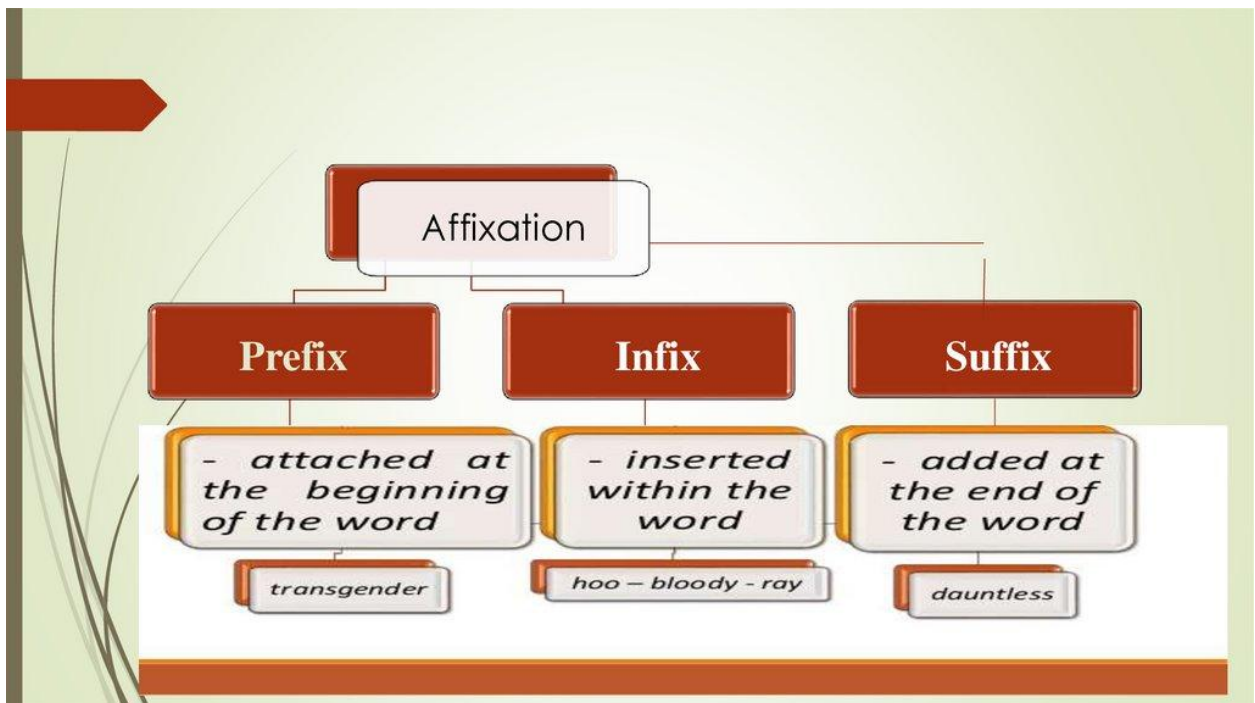 Affixation
Prefix
Infix
Suffix
- attached at
the beginning
of the word
- inserted
within the
word
- added at
the end of
the word
transgender
hoo – bloody - ray
dauntless